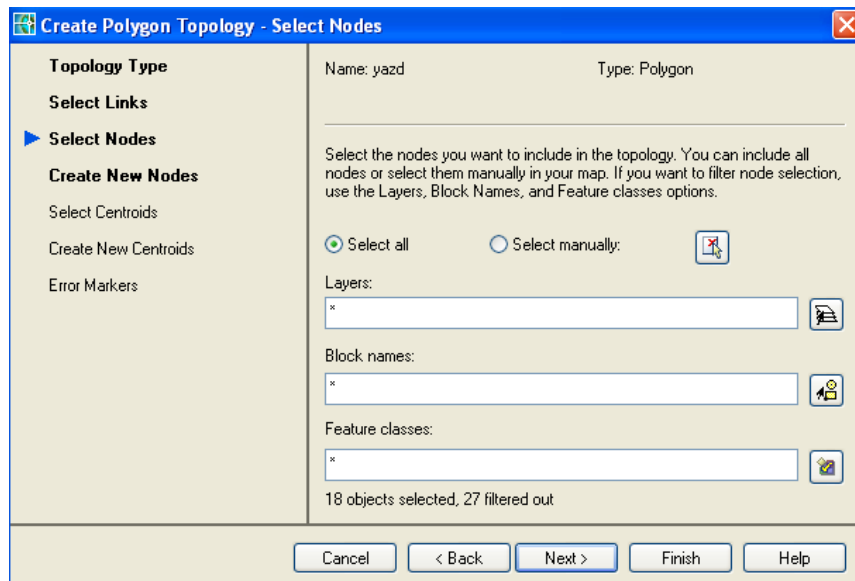 Create Polygon Topology - Select Nodes
Topology Type
Select Links
Select Nodes
Create New Nodes
Select Centroids
Create New Centroids
Error Markers
Name: yazd Type: Polygon
Select the nodes you want to include in the topology. You can include all
nodes or select them manually in your map. If you want to filter node selection,
use the Layers, Block Names, and Feature classes options.
Select all Select manually:
Layers:
*
Block names:
*
Feature classes:
*
18 objects selected, 27 filtered out
Cancel < Back Next > Finish Help